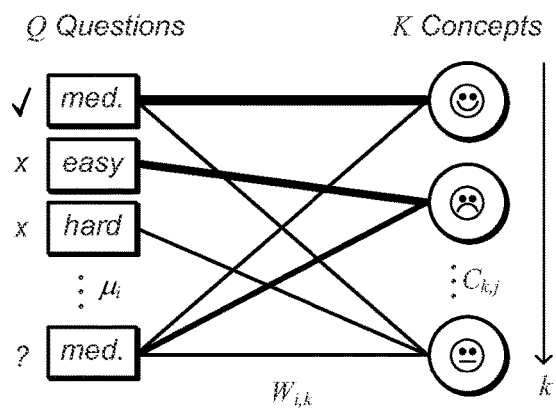 Q Questions
K Concepts
✓ med.
x easy
x hard
⋮ μi
⋮ Ck,j
? med.
Wi,k
k